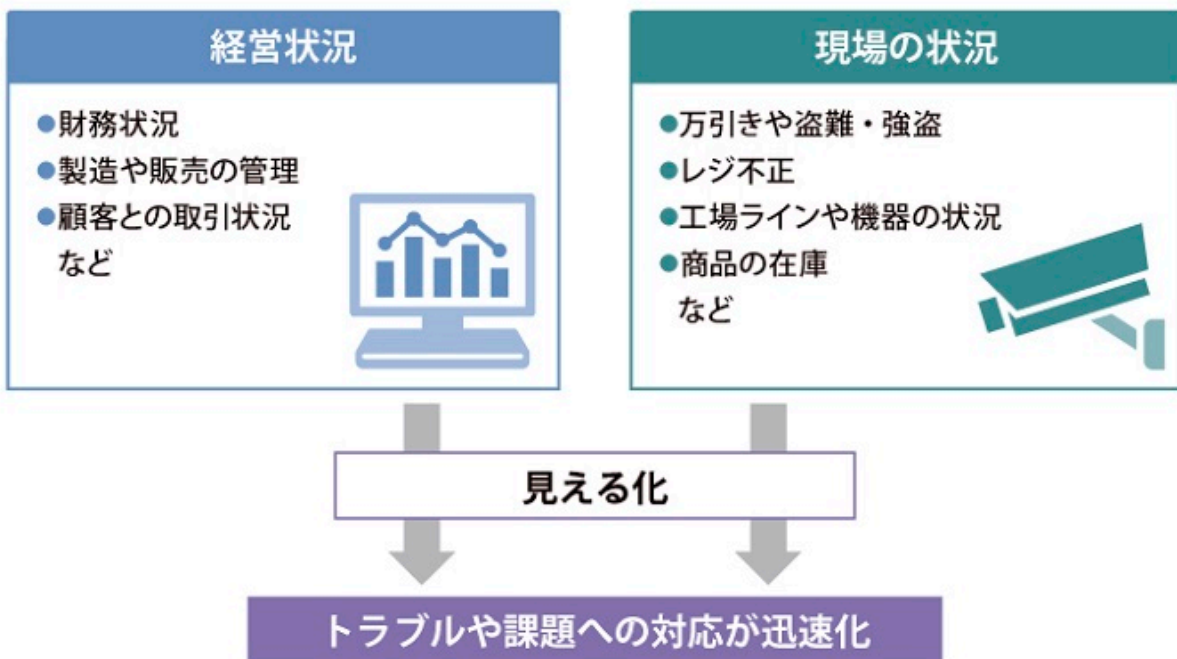 経営状況
●財務状況
●製造や販売の管理
●顧客との取引状況
など
現場の状況
●万引きや盗難・強盗
●レジ不正
●工場ラインや機器の状況
●商品の在庫
など
見える化
トラブルや課題への対応が迅速化